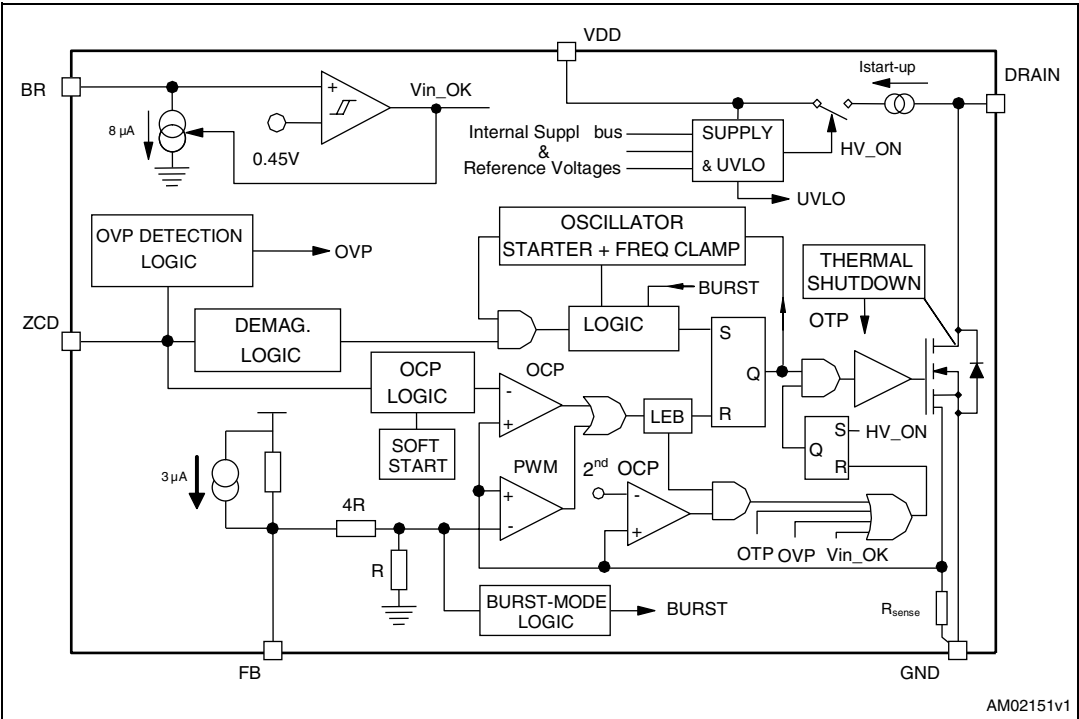 VDD
BR
Vin_OK
Istart-up
DRAIN
8 µA
+
0.45V
Internal Suppl bus
&
Reference Voltages
SUPPLY
& UVLO
HV_ON
UVLO
OVP DETECTION
LOGIC
OVP
OSCILLATOR
STARTER + FREQ CLAMP
THERMAL
SHUTDOWN
BURST
OTP
ZCD
DEMAG.
LOGIC
LOGIC
S
Q
R
OCP
LOGIC
OCP
-
+
LEB
SOFT
START
S
HV_ON
Q
R
3 µA
PWM
+
-
2nd OCP
-
+
4R
R
OTP
OVP
Vin_OK
BURST-MODE
LOGIC
BURST
Rsense
FB
GND
AM02151v1